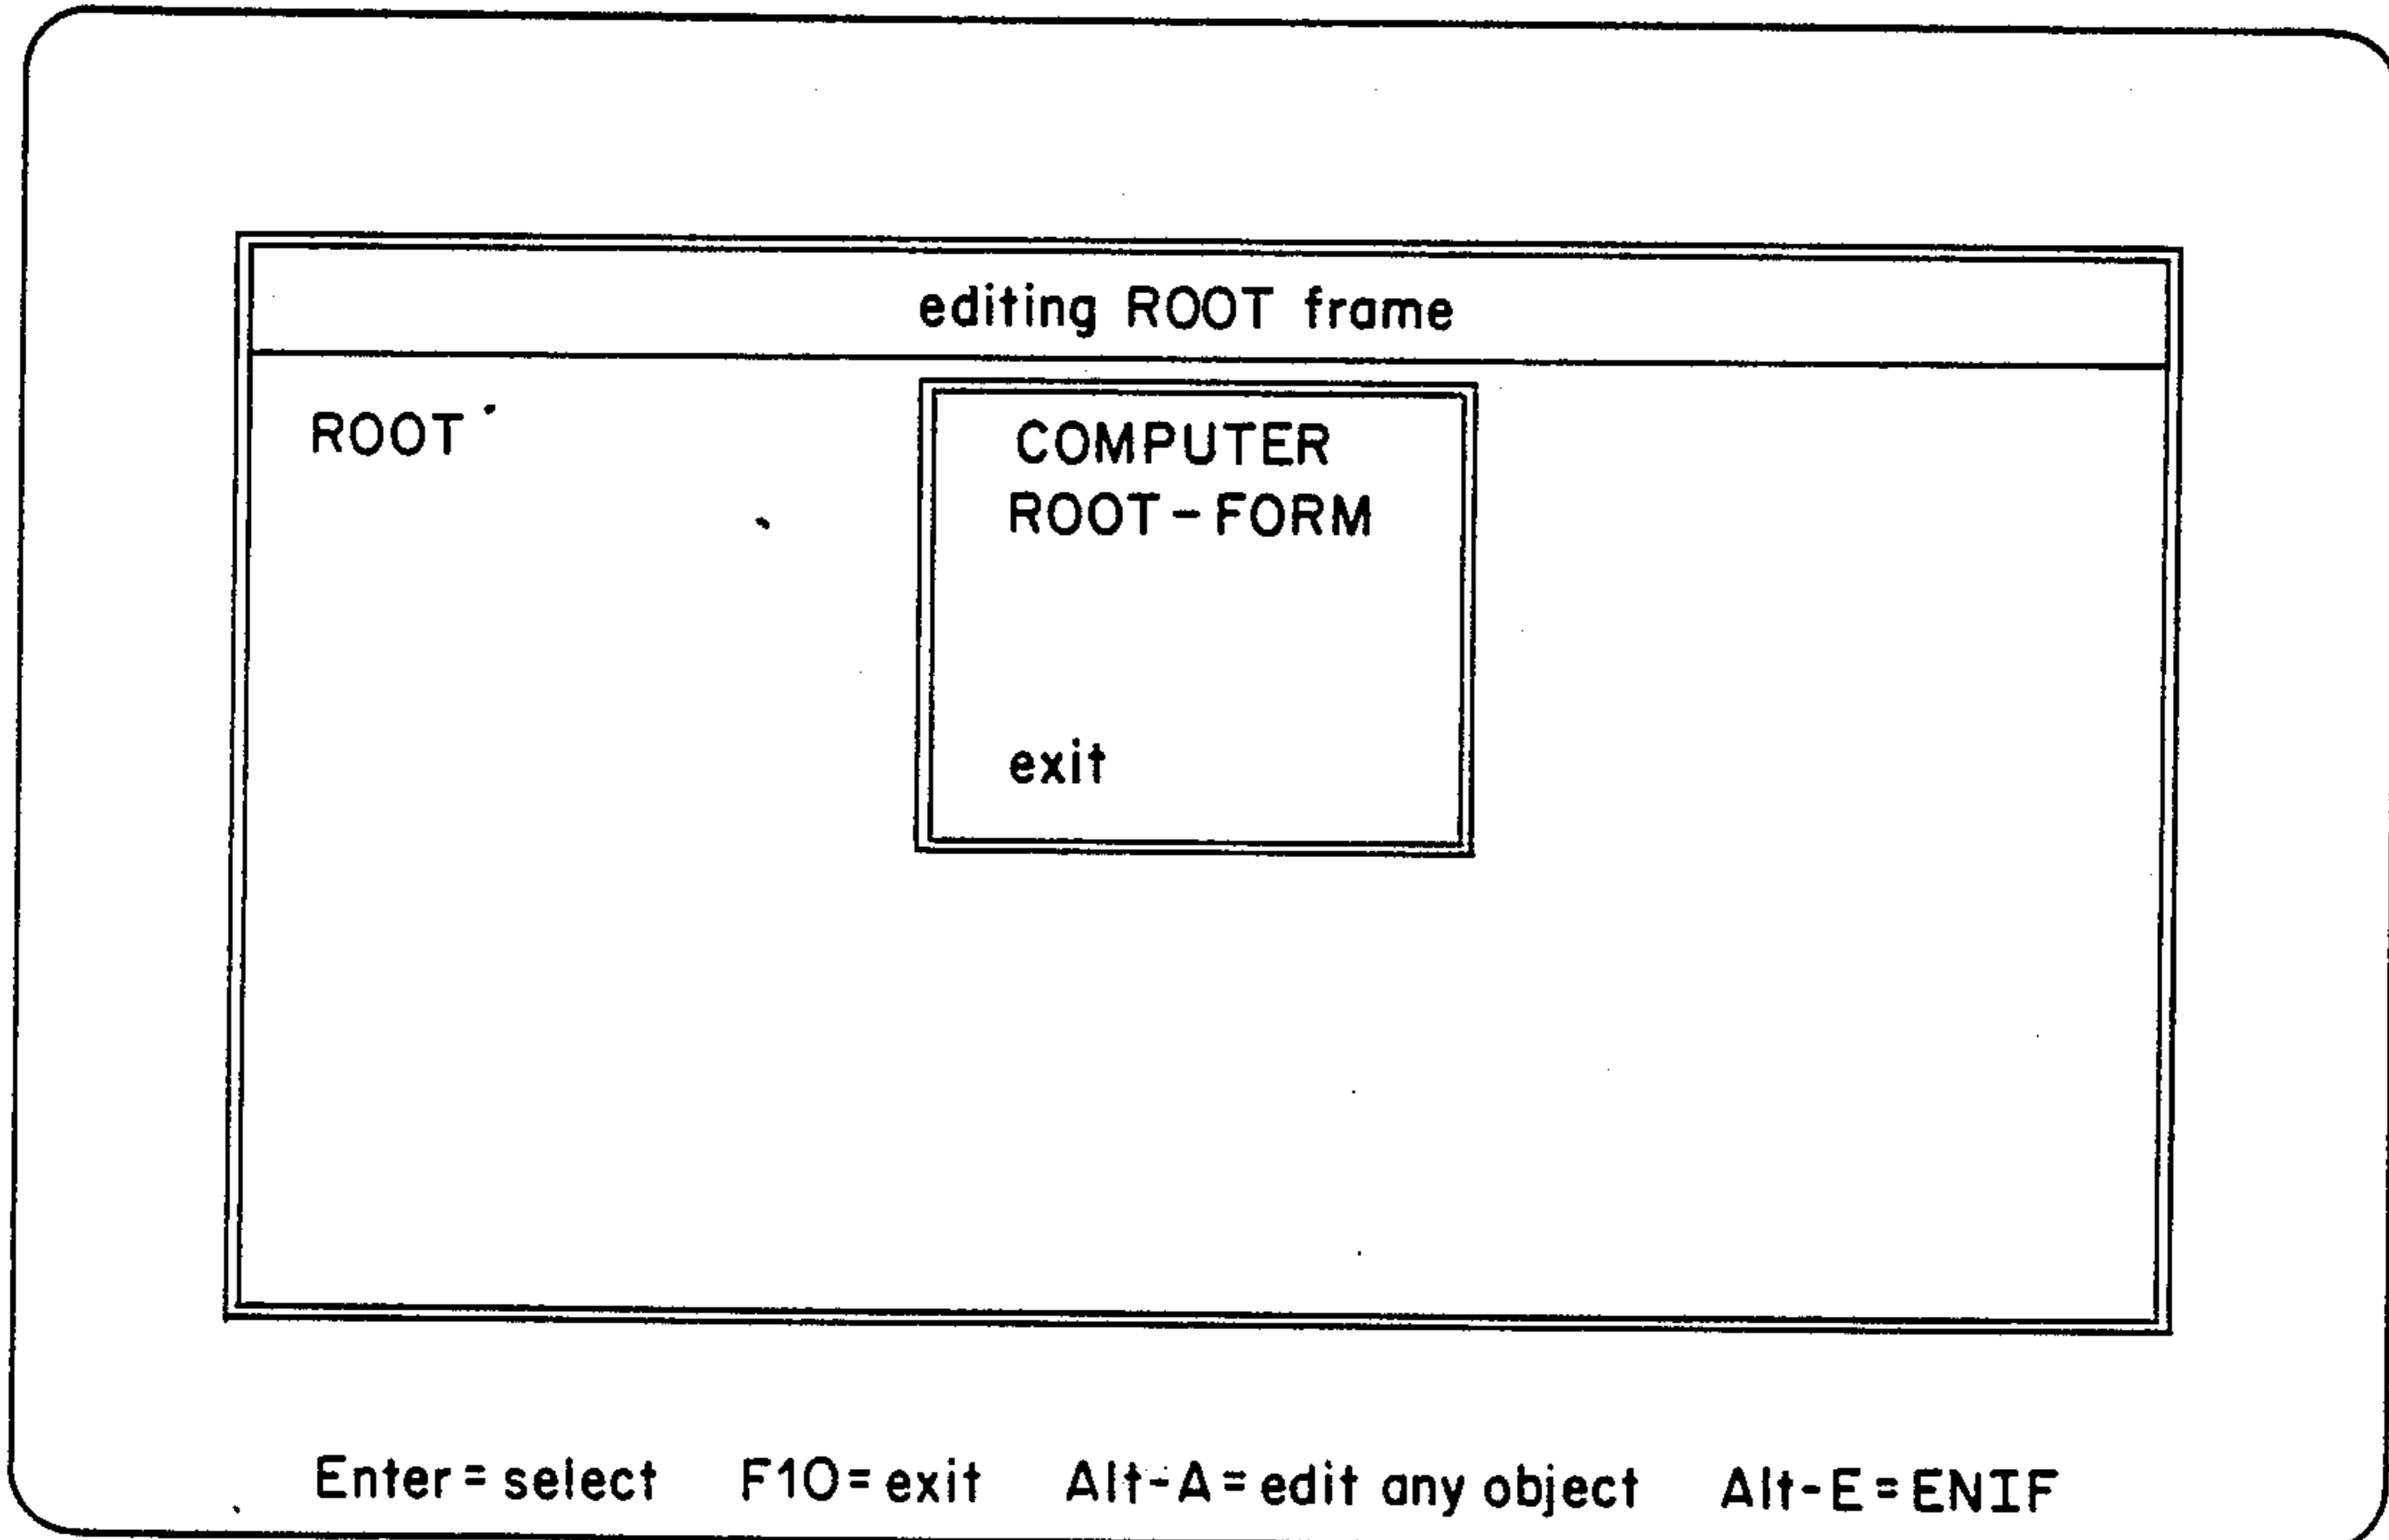 editing ROOT frame
ROOT
COMPUTER
ROOT-FORM
exit
Enter=select F10=exit Alt-A=edit any object Alt-E=ENIF